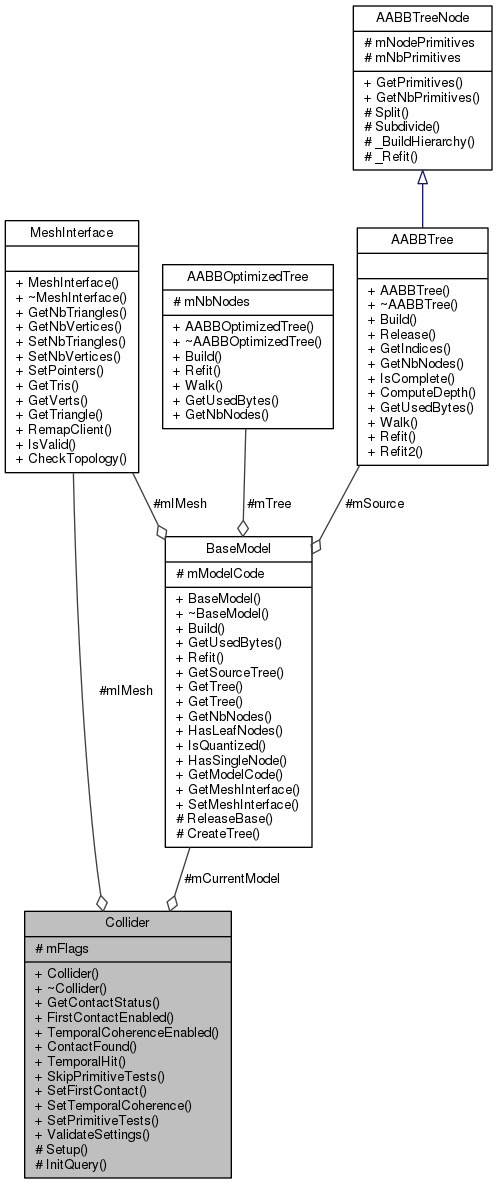 AABBTreeNode
# mNodePrimitives
# mNbPrimitives
+ GetPrimitives()
+ GetNbPrimitives()
# Split()
# Subdivide()
# _BuildHierarchy()
# _Refit()
MeshInterface
+ MeshInterface()
+ ~MeshInterface()
+ GetNbTriangles()
+ GetNbVertices()
+ SetNbTriangles()
+ SetNbVertices()
+ SetPointers()
+ GetTris()
+ GetVerts()
+ GetTriangle()
+ RemapClient()
+ IsValid()
+ CheckTopology()
AABBOptimizedTree
# mNbNodes
+ AABBOptimizedTree()
+ ~AABBOptimizedTree()
+ Build()
+ Refit()
+ Walk()
+ GetUsedBytes()
+ GetNbNodes()
AABBTree
+ AABBTree()
+ ~AABBTree()
+ Build()
+ Release()
+ GetIndices()
+ GetNbNodes()
+ IsComplete()
+ ComputeDepth()
+ GetUsedBytes()
+ Walk()
+ Refit()
+ Refit2()
#mIMesh
#mTree
#mSource
BaseModel
# mModelCode
+ BaseModel()
+ ~BaseModel()
+ Build()
+ GetUsedBytes()
+ Refit()
+ GetSourceTree()
+ GetTree()
+ GetTree()
+ GetNbNodes()
+ HasLeafNodes()
+ IsQuantized()
+ HasSingleNode()
+ GetModelCode()
+ GetMeshInterface()
+ SetMeshInterface()
# ReleaseBase()
# CreateTree()
#mIMesh
#mCurrentModel
Collider
# mFlags
+ Collider()
+ ~Collider()
+ GetContactStatus()
+ FirstContactEnabled()
+ TemporalCoherenceEnabled()
+ ContactFound()
+ TemporalHit()
+ SkipPrimitiveTests()
+ SetFirstContact()
+ SetTemporalCoherence()
+ SetPrimitiveTests()
+ ValidateSettings()
# Setup()
# InitQuery()